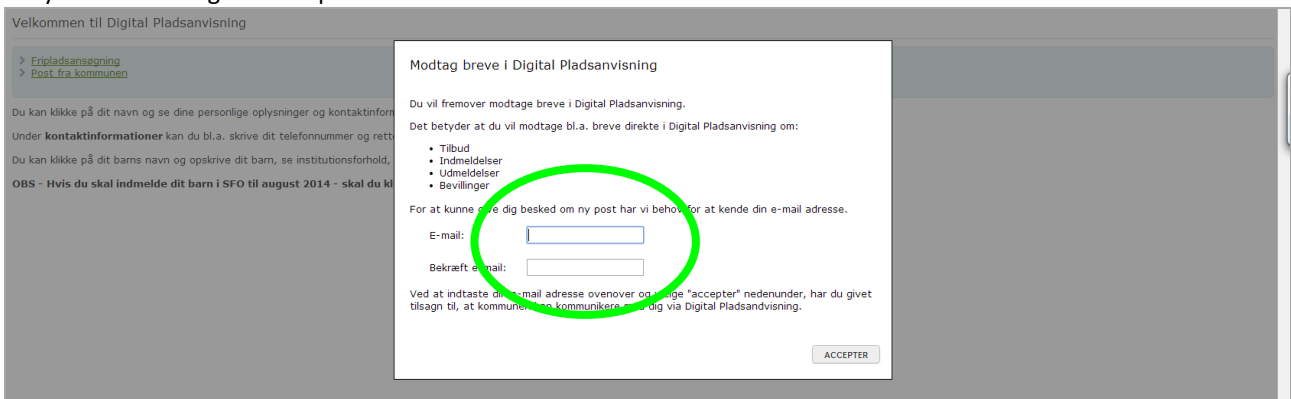 Velkommen til Digital Pladsanvisning
> Fripladsansøgning
> Post fra kommunen
Du kan klikke på dit navn og se dine personlige oplysninger og kontaktinform
Under kontaktinformationer kan du bl.a. skrive dit telefonnummer og rett
Du kan klikke på dit barns navn og opskrive dit barn, se institutionsforhold,
OBS - Hvis du skal indmelde dit barn i SFO til august 2014 - skal du kl
Modtag breve i Digital Pladsanvisning
Du vil fremover modtage breve i Digital Pladsanvisning.
Det betyder at du vil modtage bl.a. breve direkte i Digital Pladsanvisning om:
• Tilbud
• Indmeldelser
• Udmeldelser
• Bevillinger
For at kunne give dig besked om ny post har vi behov for at kende din e-mail adresse.
E-mail:
Bekræft e-mail:
Ved at indtaste din e-mail adresse ovenover og vælge "accepter" nedenunder, har du givet
tilsagn til, at kommunen kan kommunikere med dig via Digital Pladsandvisning.
ACCEPTER